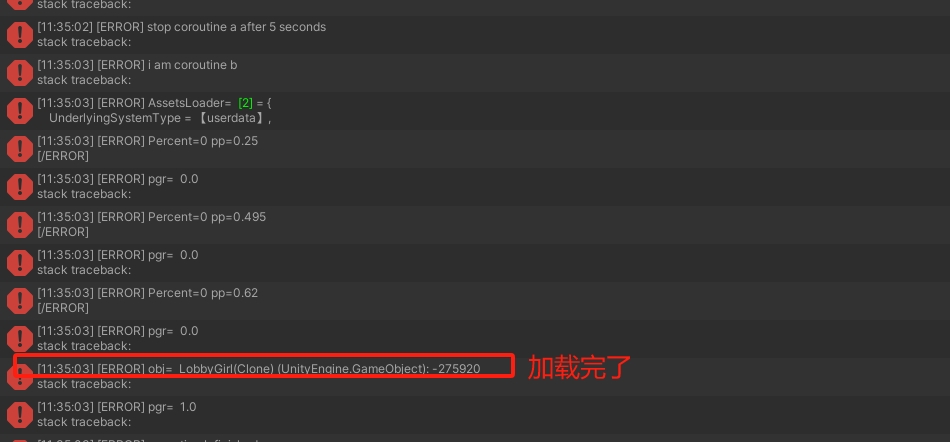 stack traceback:
[11:35:02] [ERROR] stop coroutine a after 5 seconds
stack traceback:
[11:35:03] [ERROR] i am coroutine b
stack traceback:
[11:35:03] [ERROR] AssetsLoader=  [2] = {
UnderlyingSystemType = 【userdata】,
[11:35:03] [ERROR] Percent=0 pp=0.25
[/ERROR]
[11:35:03] [ERROR] pgr=  0.0
stack traceback:
[11:35:03] [ERROR] Percent=0 pp=0.495
[/ERROR]
[11:35:03] [ERROR] pgr=  0.0
stack traceback:
[11:35:03] [ERROR] Percent=0 pp=0.62
[/ERROR]
[11:35:03] [ERROR] pgr=  0.0
stack traceback:
[11:35:03] [ERROR] obj=  LobbyGirl(Clone) (UnityEngine.GameObject): -275920 加载完了
stack traceback:
[11:35:03] [ERROR] pgr=  1.0
stack traceback: